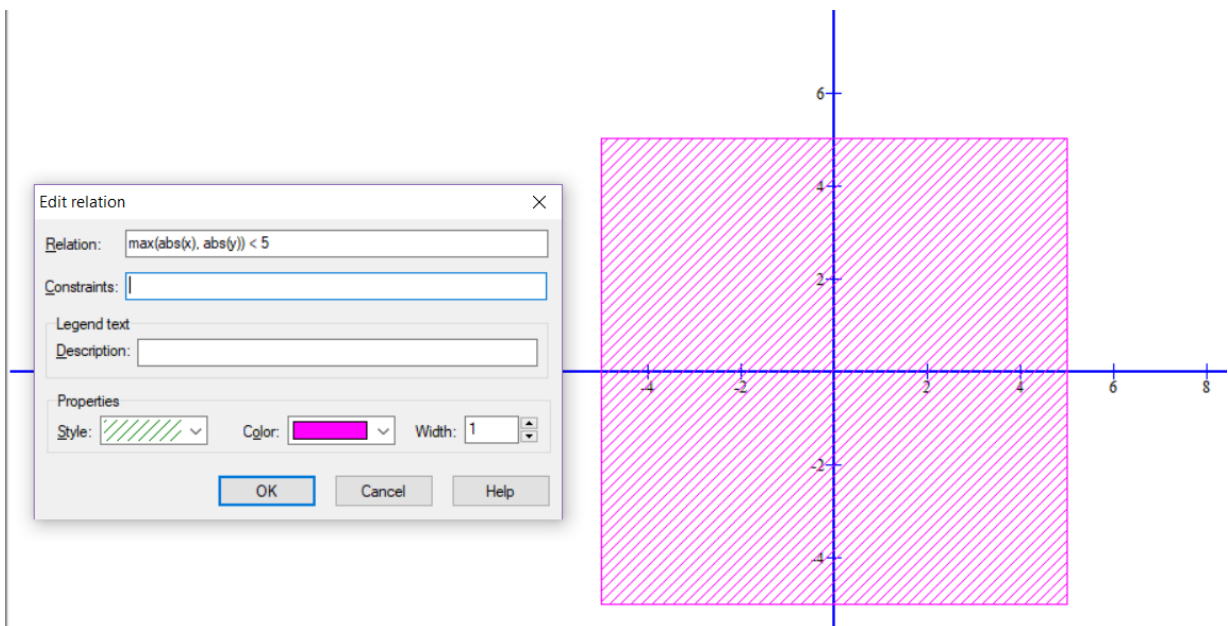 Edit relation
Relation: max(abs(x), abs(y)) < 5
Constraints:
Legend text
Description:
Properties
Style: Color: Width: 1
OK Cancel Help
6
4
2
-4 -2 2 4 6 8
-2
-4